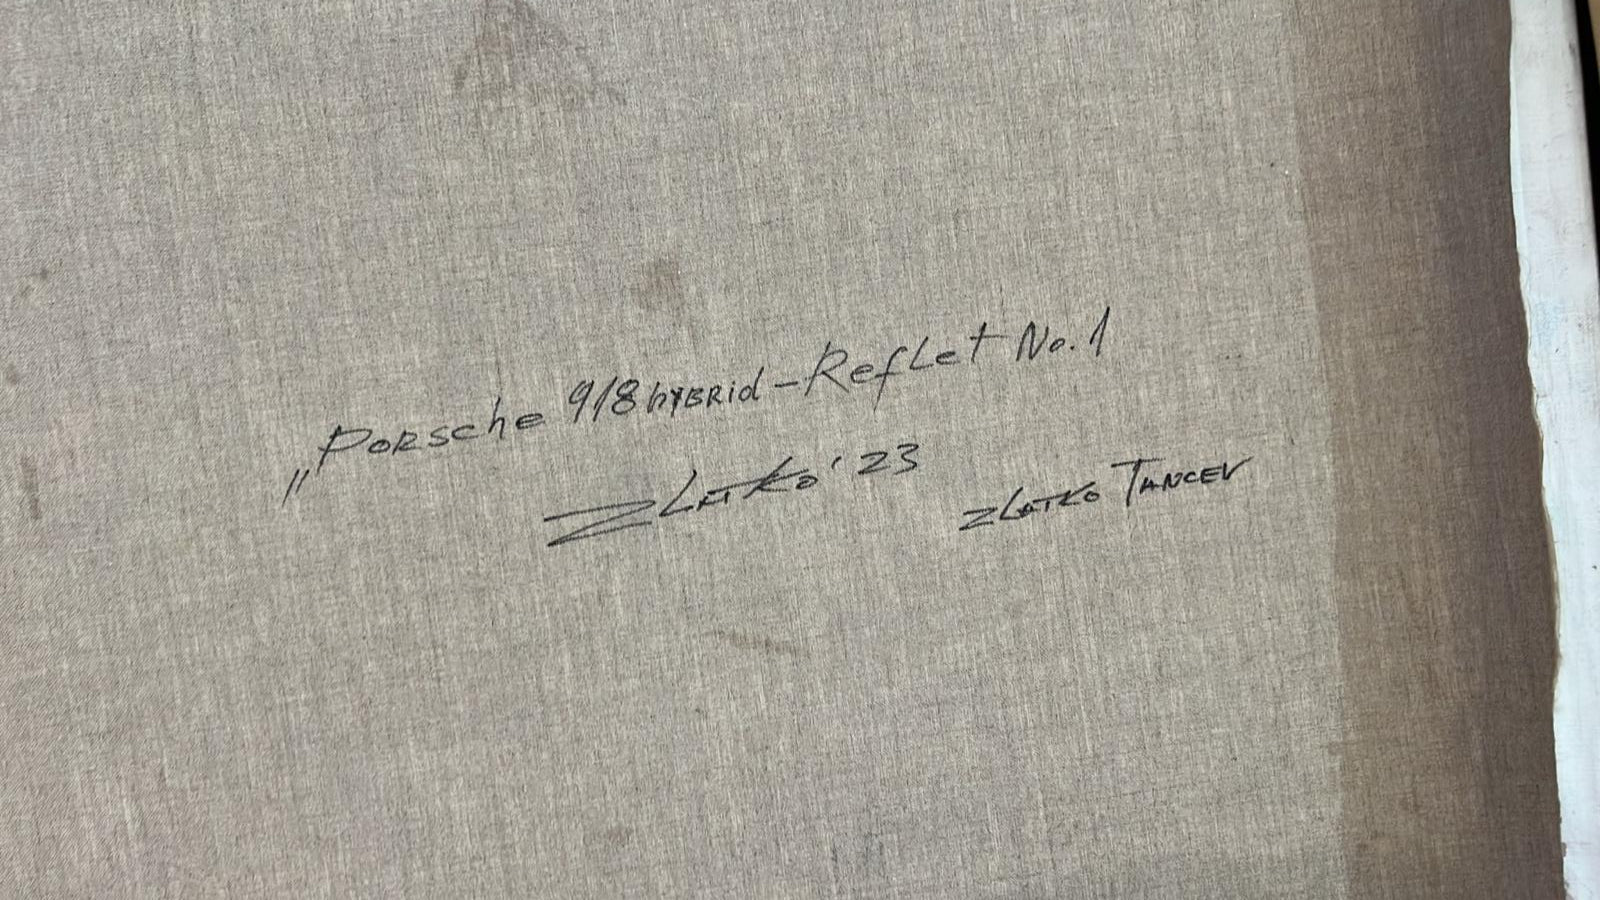 „Porsche 918 hybrid – Reflet No. 1
Zlatko '23
Zlatko Tancev